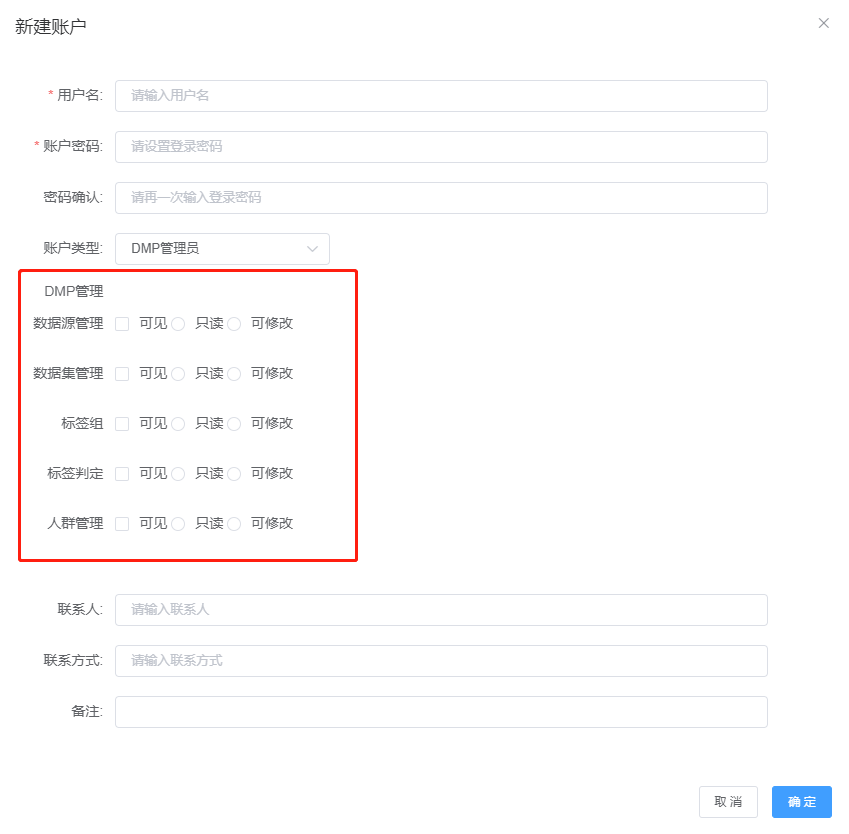 新建账户
* 用户名: 请输入用户名
* 账户密码: 请设置登录密码
密码确认: 请再一次输入登录密码
账户类型: DMP管理员
DMP管理
数据源管理 可见 只读 可修改
数据集管理 可见 只读 可修改
标签组 可见 只读 可修改
标签判定 可见 只读 可修改
人群管理 可见 只读 可修改
联系人: 请输入联系人
联系方式: 请输入联系方式
备注:
取消 确定